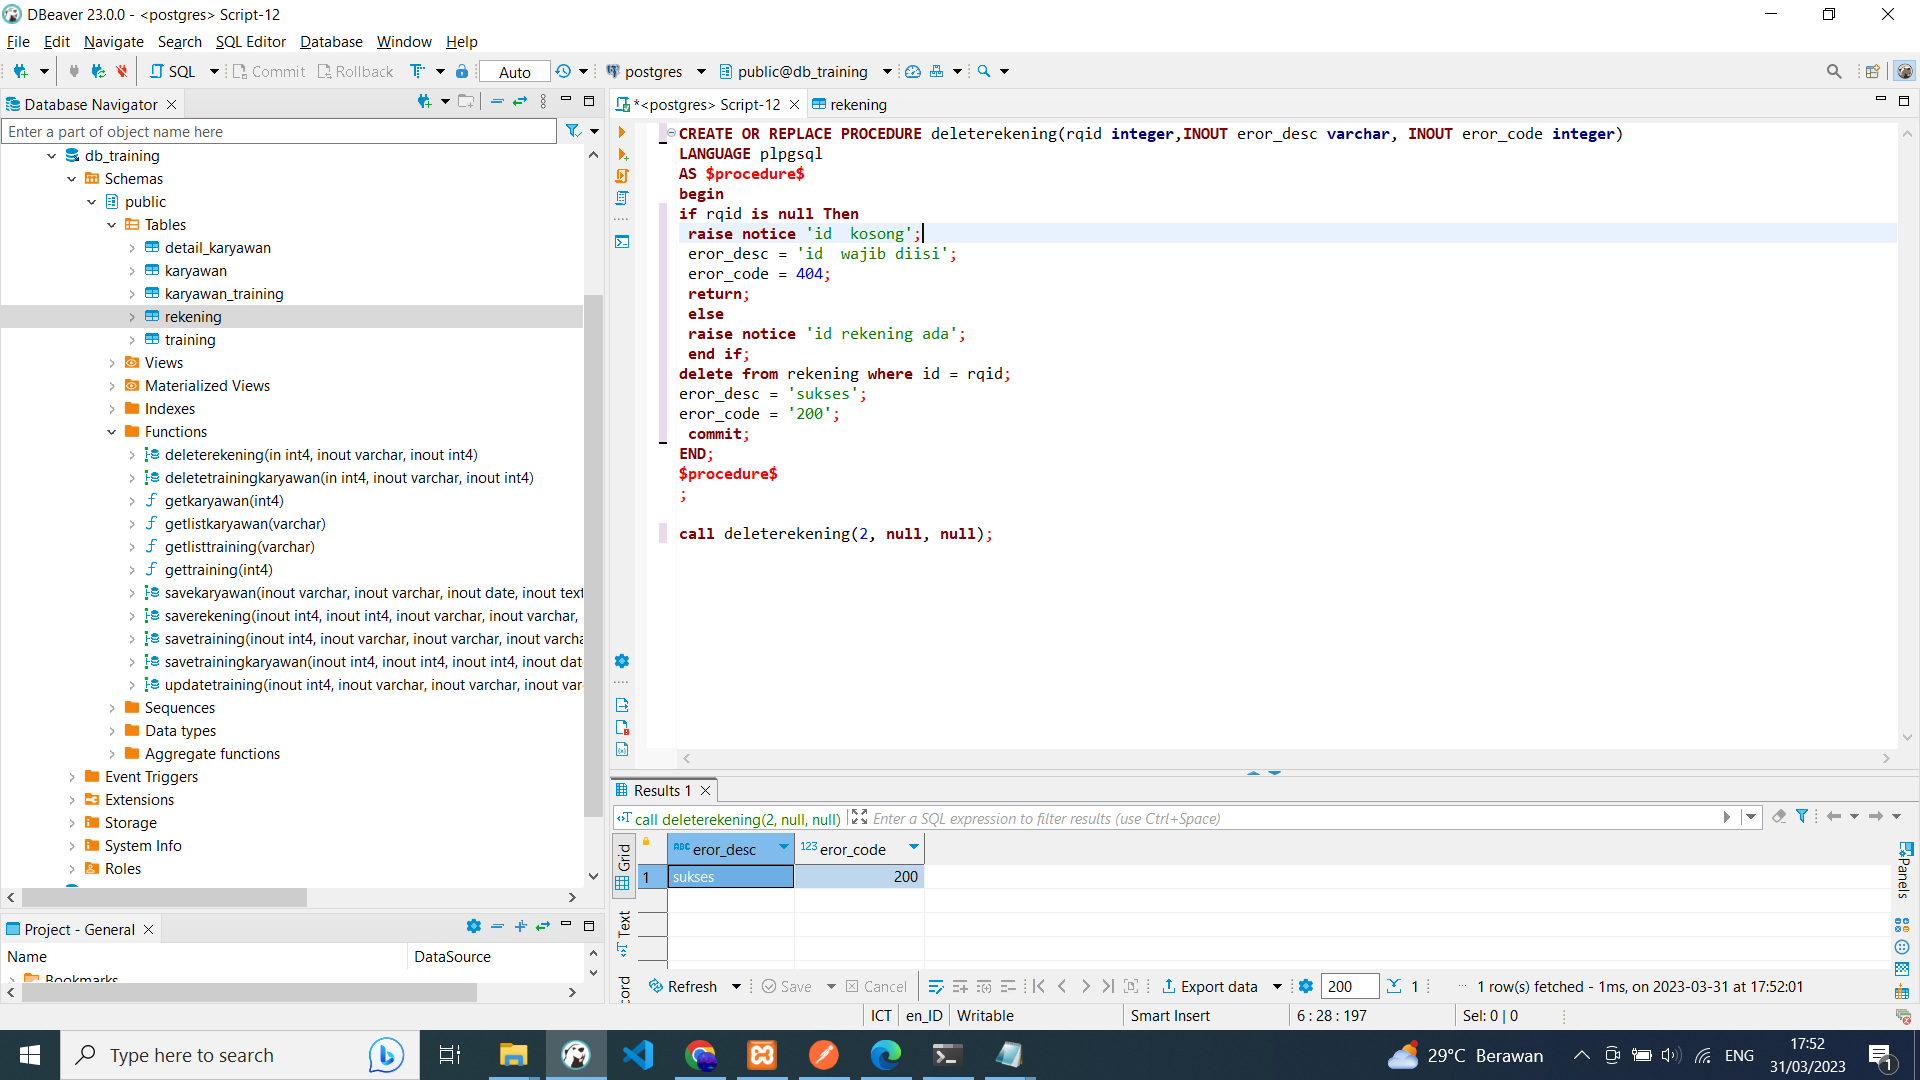 DBeaver 23.0.0 - <postgres> Script-12
File Edit Navigate Search SQL Editor Database Window Help
SQL Commit Rollback Auto postgres public@db_training
Database Navigator
Enter a part of object name here
db_training
Schemas
public
Tables
detail_karyawan
karyawan
karyawan_training
rekening
training
Views
Materialized Views
Indexes
Functions
deleterekening(in int4, inout varchar, inout int4)
deletetrainingkaryawan(in int4, inout varchar, inout int4)
getkaryawan(int4)
getlistkaryawan(varchar)
getlisttraining(varchar)
gettraining(int4)
savekaryawan(inout varchar, inout varchar, inout date, inout text
saverekening(inout int4, inout int4, inout varchar, inout varchar,
savetraining(inout int4, inout varchar, inout varchar, inout varcha
savetrainingkaryawan(inout int4, inout int4, inout int4, inout dat
updatetraining(inout int4, inout varchar, inout varchar, inout var
Sequences
Data types
Aggregate functions
Event Triggers
Extensions
Storage
System Info
Roles
Project - General
Name DataSource
Bookmarks
*<postgres> Script-12 rekening
CREATE OR REPLACE PROCEDURE deleterekening(rqid integer,INOUT eror_desc varchar, INOUT eror_code integer)
LANGUAGE plpgsql
AS $procedure$
begin
if rqid is null Then
raise notice 'id  kosong';
eror_desc = 'id  wajib diisi';
eror_code = 404;
return;
else
raise notice 'id rekening ada';
end if;
delete from rekening where id = rqid;
eror_desc = 'sukses';
eror_code = '200';
commit;
END;
$procedure$
;
call deleterekening(2, null, null);
Results 1
call deleterekening(2, null, null) Enter a SQL expression to filter results (use Ctrl+Space)
Grid
Text
cord
Panels
ABC eror_desc 123 eror_code
1 sukses 200
Refresh Save Cancel Export data 200 1 1 row(s) fetched - 1ms, on 2023-03-31 at 17:52:01
ICT en_ID Writable Smart Insert 6 : 28 : 197 Sel: 0 | 0
Type here to search
29°C Berawan ENG 17:52
31/03/2023
1